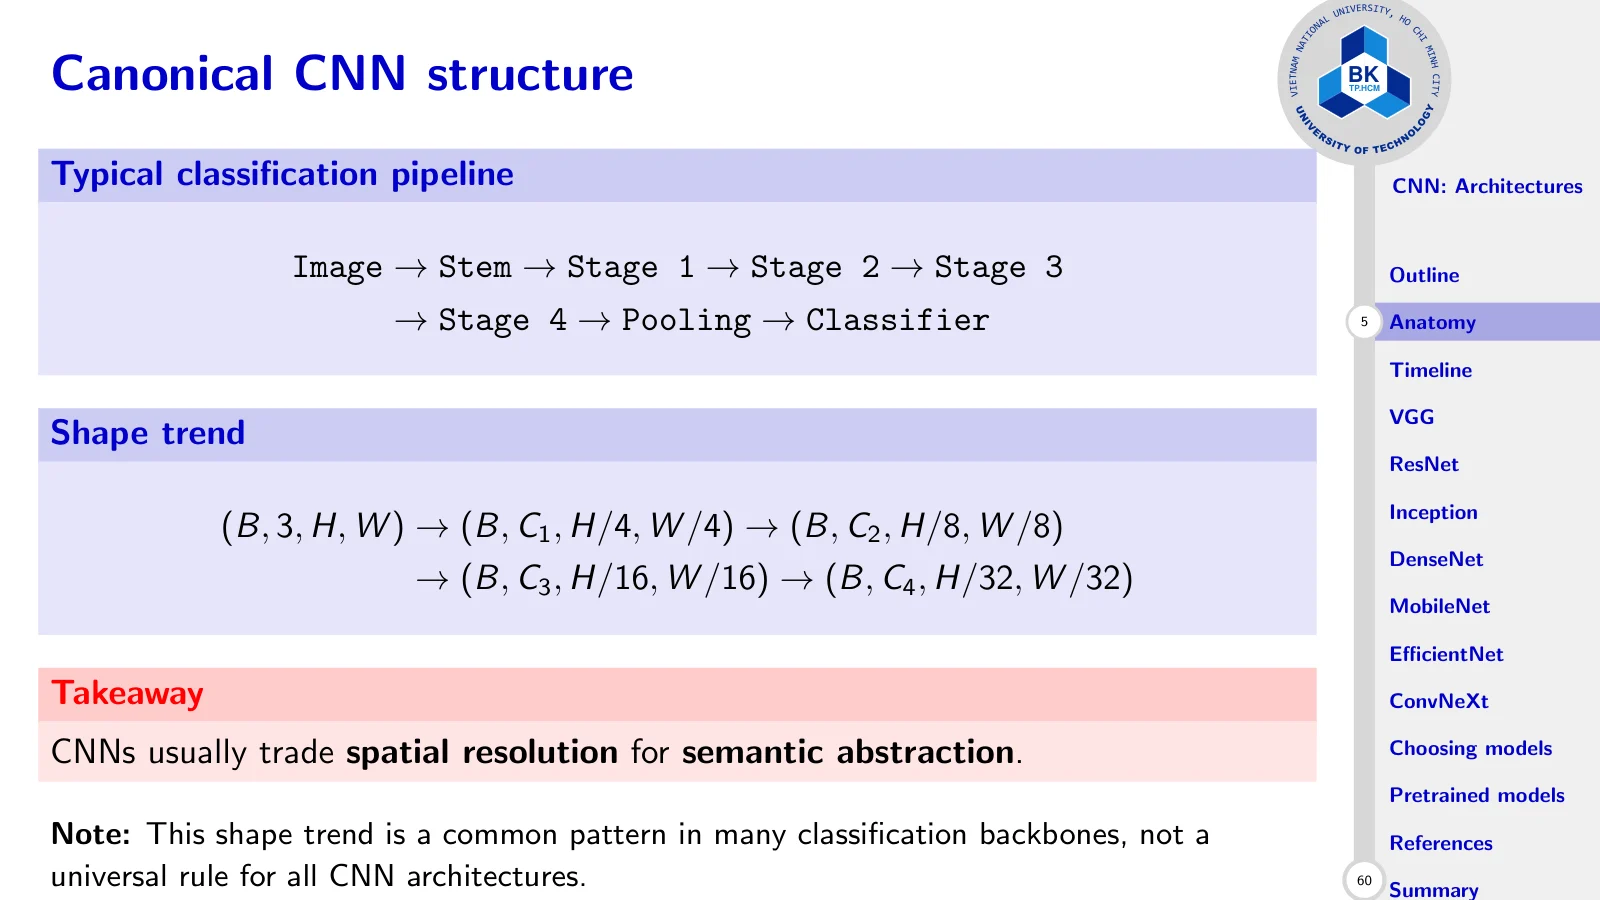 Canonical CNN structure
Typical classification pipeline
Image → Stem → Stage 1 → Stage 2 → Stage 3
→ Stage 4 → Pooling → Classifier
Shape trend
(B, 3, H, W) → (B, C₁, H/4, W/4) → (B, C₂, H/8, W/8)
→ (B, C₃, H/16, W/16) → (B, C₄, H/32, W/32)
Takeaway
CNNs usually trade spatial resolution for semantic abstraction.
Note: This shape trend is a common pattern in many classification backbones, not a
universal rule for all CNN architectures.
VIETNAM NATIONAL UNIVERSITY, HO CHI MINH CITY
BK
TP.HCM
UNIVERSITY OF TECHNOLOGY
CNN: Architectures
Outline
5
Anatomy
Timeline
VGG
ResNet
Inception
DenseNet
MobileNet
EfficientNet
ConvNeXt
Choosing models
Pretrained models
References
60
Summary